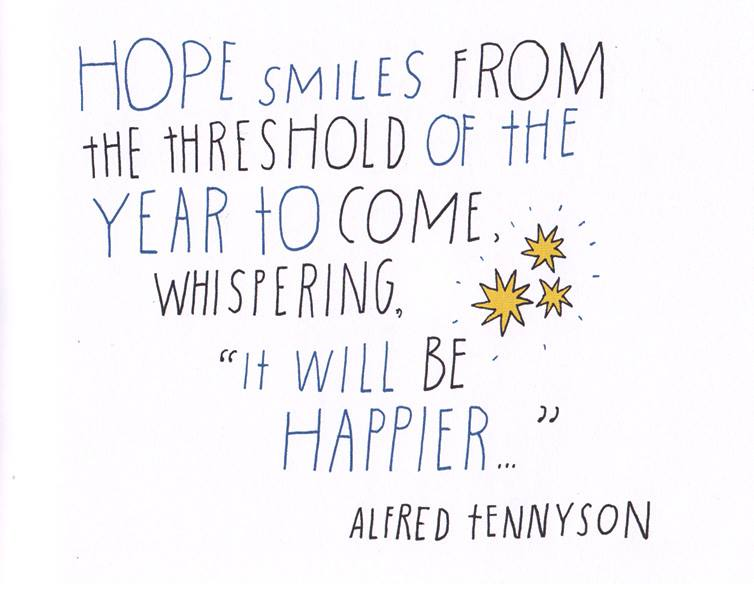 HOPE SMILES FROM
tHE tHRESHOLD OF tHE
YEAR tO COME,
WHISPERING,
“It WILL BE
HAPPIER...”
ALFRED tENNYSON